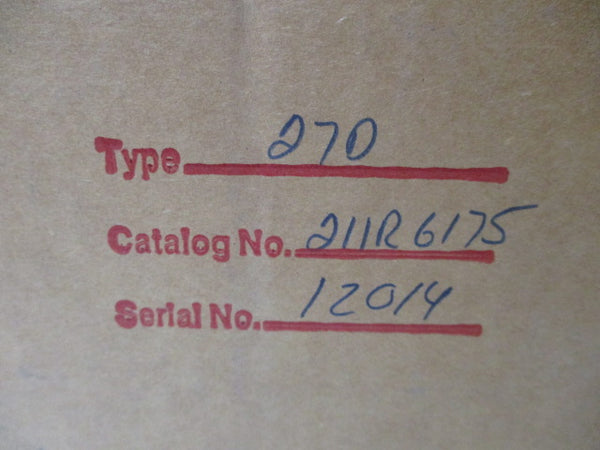 Type 270
Catalog No. 211R6175
Serial No. 12014